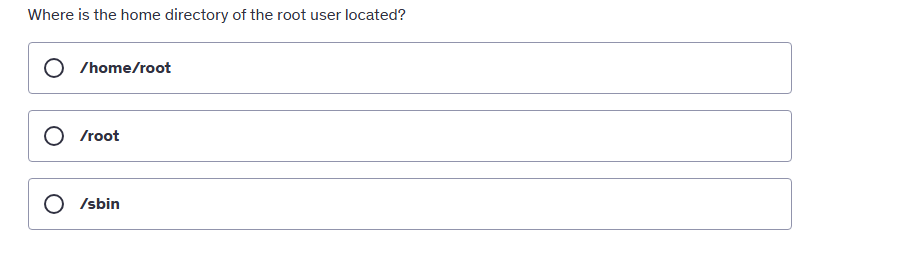 Where is the home directory of the root user located?
/home/root
/root
/sbin